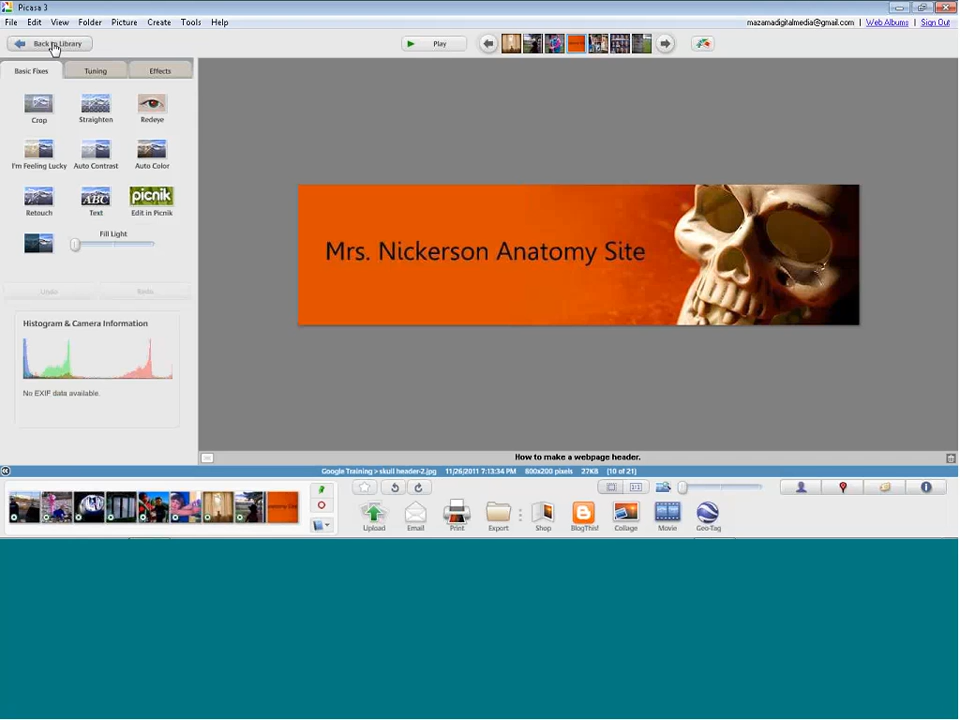 Picasa 3
File Edit View Folder Picture Create Tools Help
mazamadigitalmedia@gmail.com | Web Albums | Sign Out
Back to Library
Play
Basic Fixes Tuning Effects
Crop Straighten Redeye
I'm Feeling Lucky Auto Contrast Auto Color
ABC picnik
Retouch Text Edit in Picnik
Fill Light
Undo Redo
Histogram & Camera Information
No EXIF data available.
Mrs. Nickerson Anatomy Site
How to make a webpage header.
Google Training > skull header-2.jpg 11/26/2011 7:13:34 PM 800x200 pixels 27KB [10 of 21]
1:1
Upload Email Print Export Shop BlogThis! Collage Movie Geo-Tag